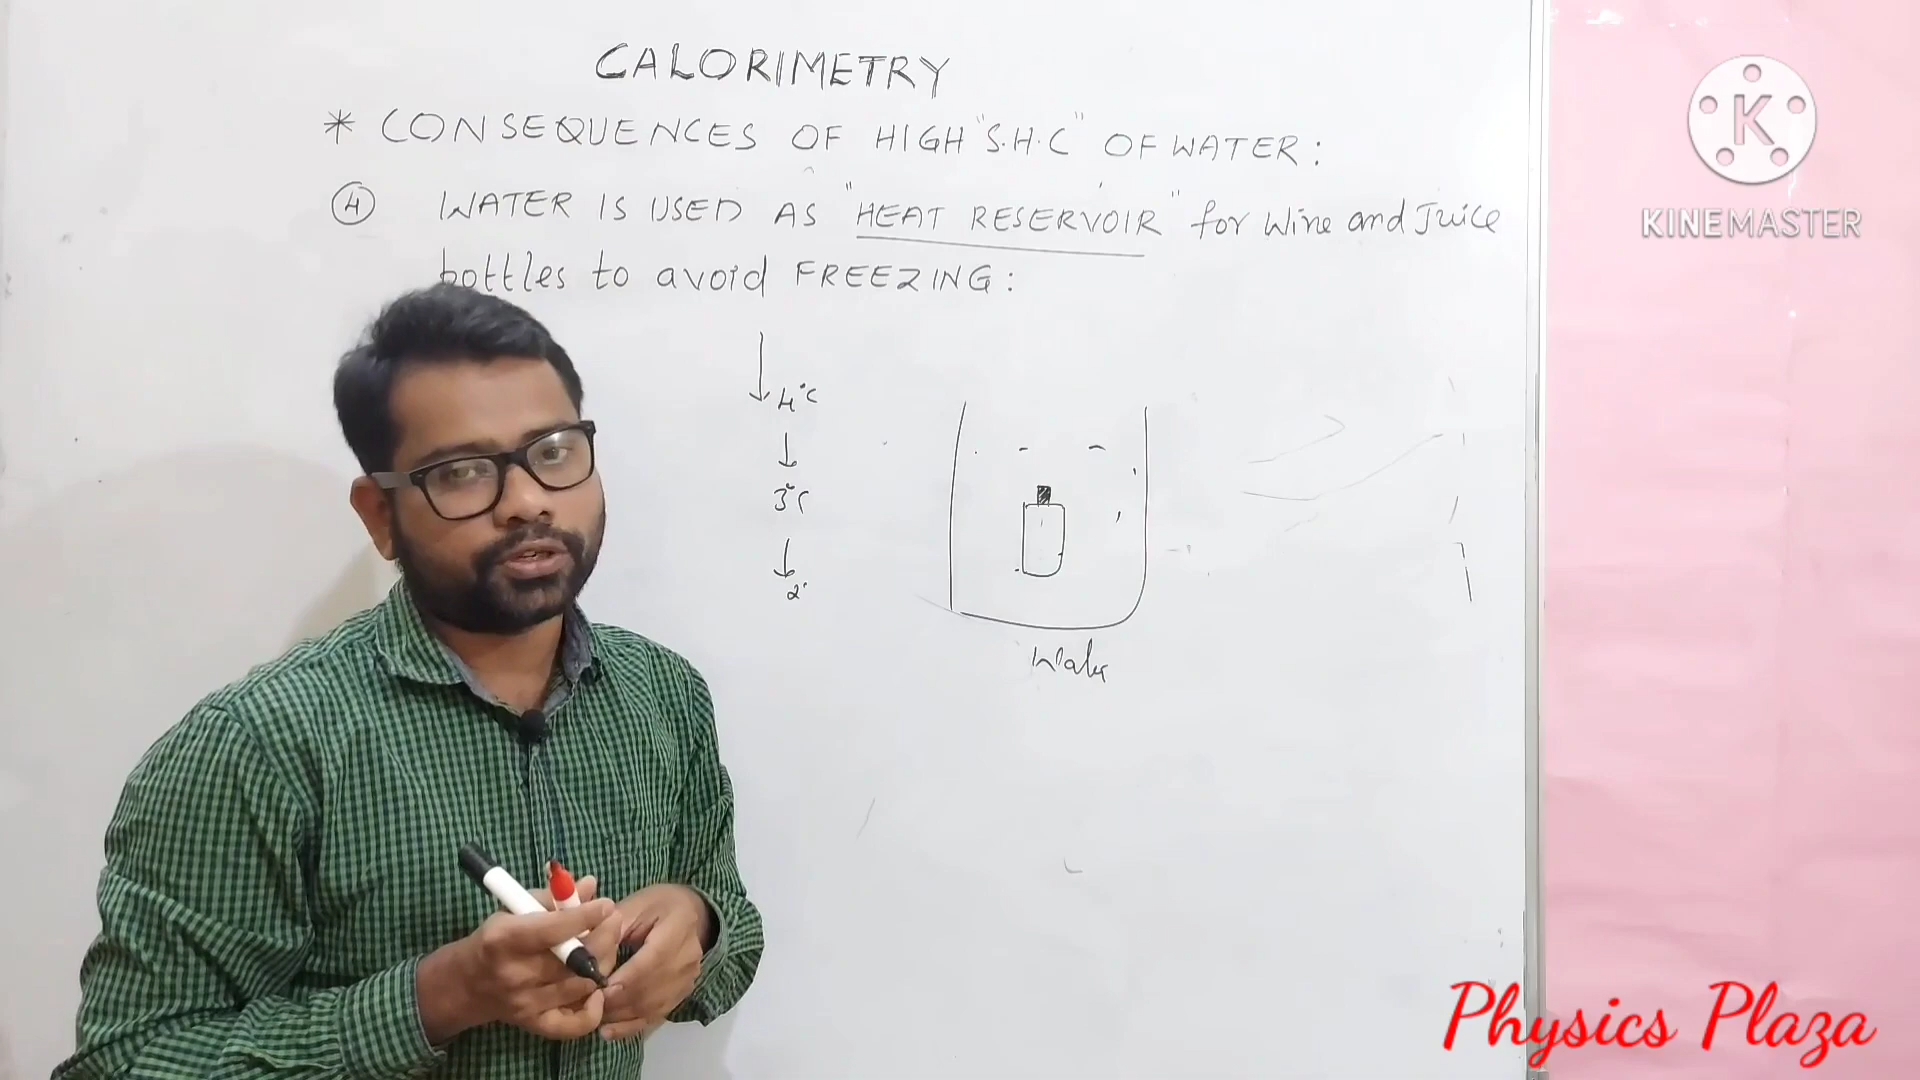 CALORIMETRY
* CONSEQUENCES OF HIGH "S.H.C" OF WATER:
4 WATER IS USED AS "HEAT RESERVOIR" for Wine and Juice
bottles to avoid FREEZING:
4°C
3°C
2°
Water
K
KINEMASTER
Physics Plaza